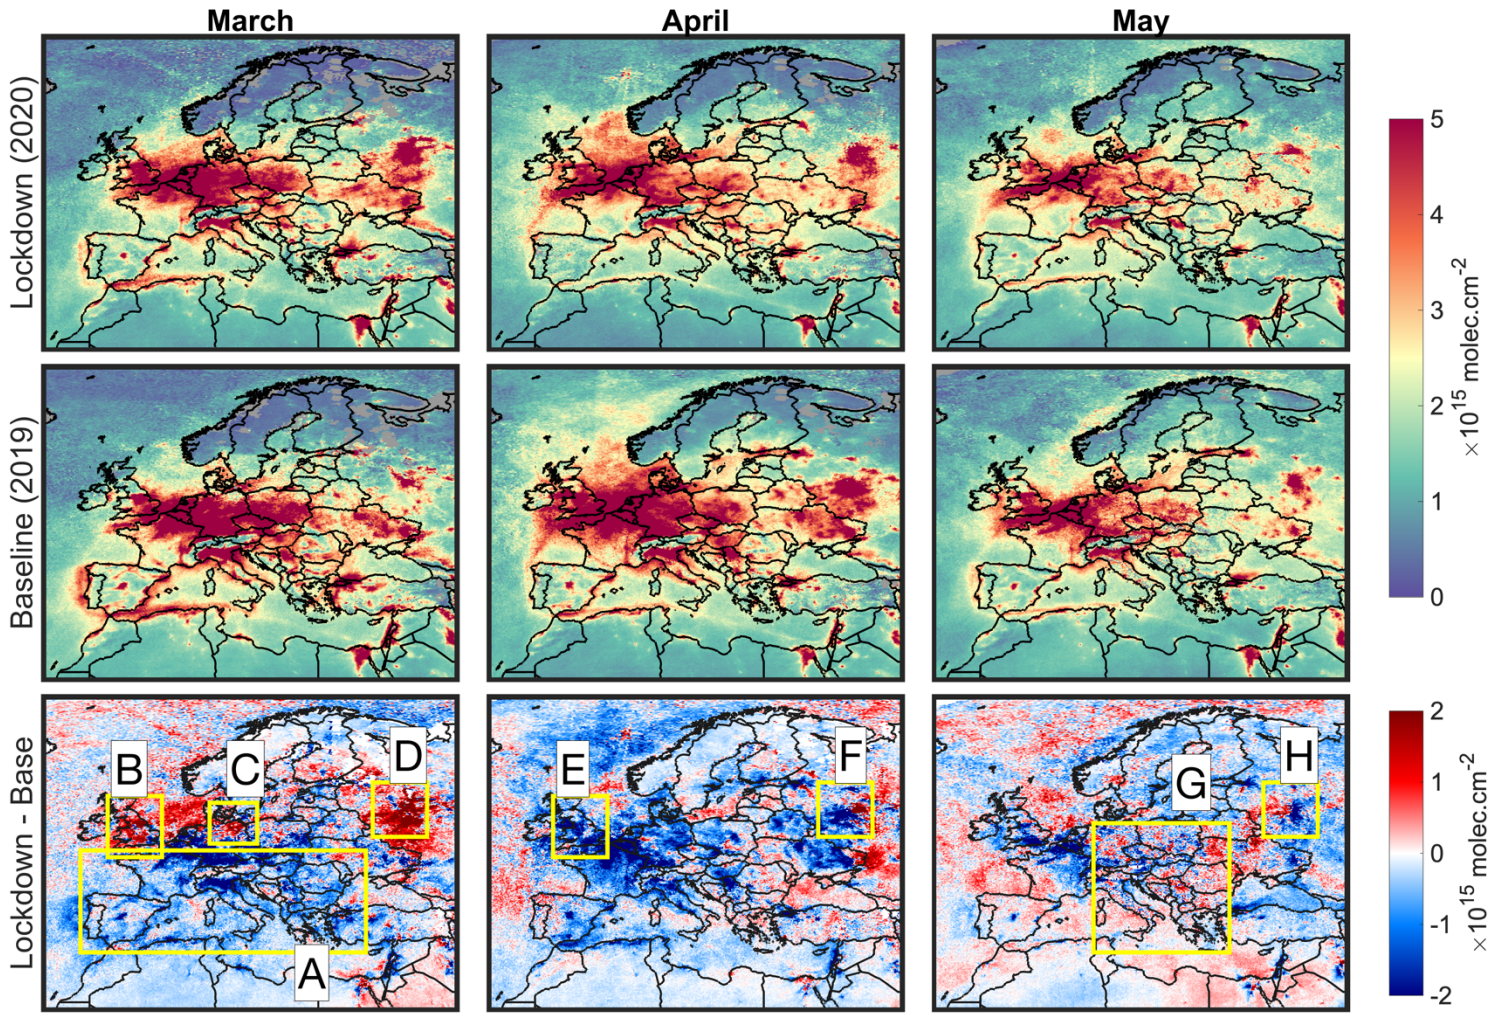 March April May
Lockdown (2020)
5
4
3
2
1
0
×10¹⁵ molec.cm⁻²
Baseline (2019)
Lockdown - Base
B C D
A
E F
G H
2
1
0
-1
-2
×10¹⁵ molec.cm⁻²